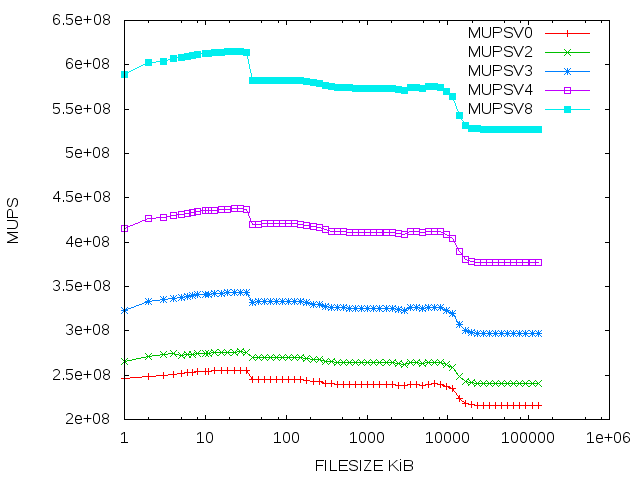 6.5e+08
6e+08
5.5e+08
5e+08
4.5e+08
4e+08
3.5e+08
3e+08
2.5e+08
2e+08
MUPS
MUPSV0
MUPSV2
MUPSV3
MUPSV4
MUPSV8
1 10 100 1000 10000 100000 1e+06
FILESIZE KiB